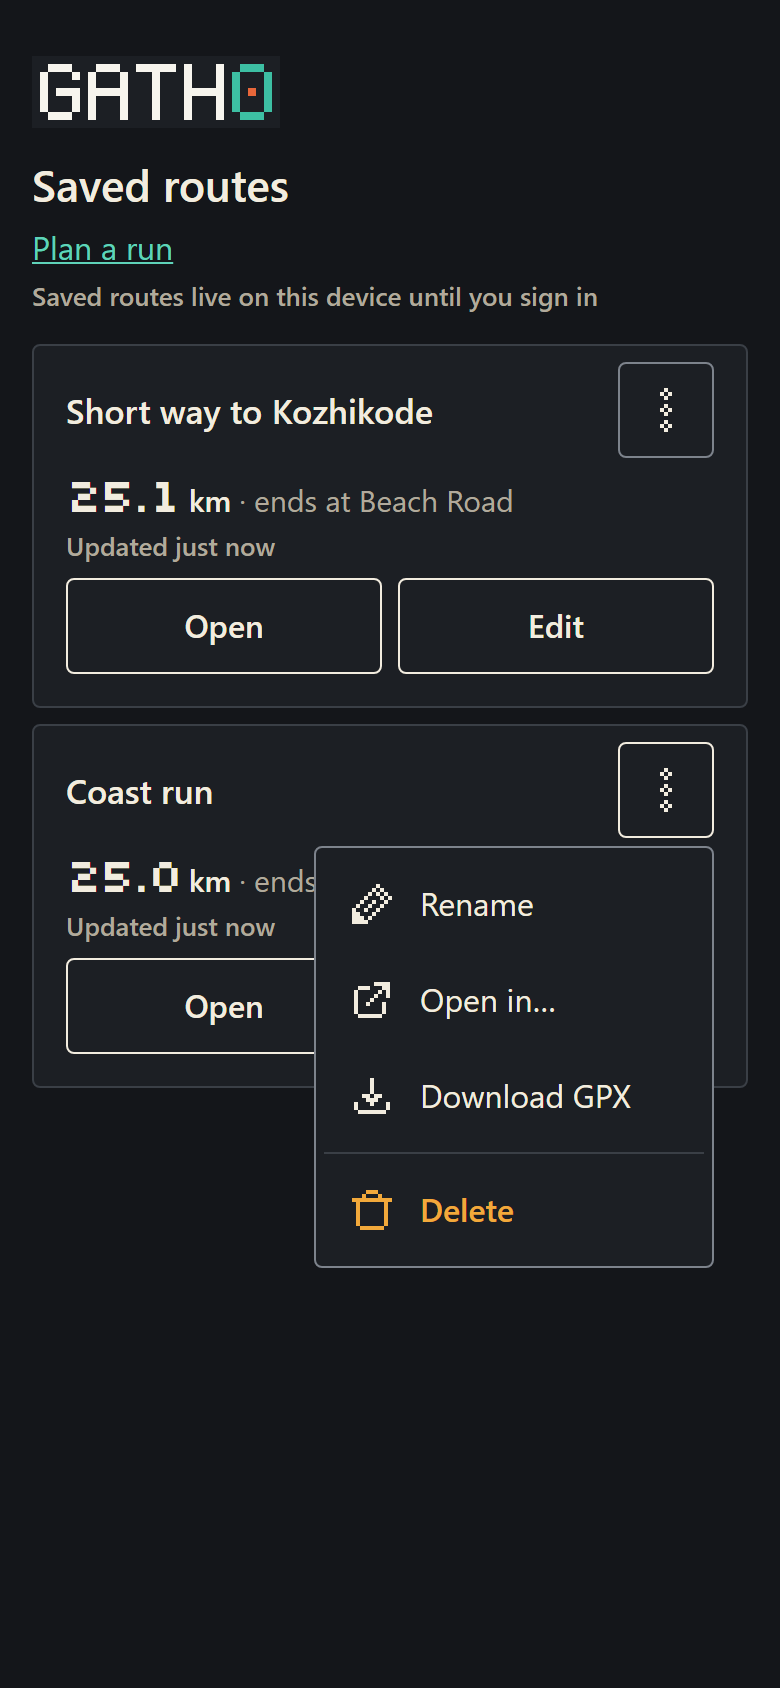 GATHO
Saved routes
Plan a run
Saved routes live on this device until you sign in
Short way to Kozhikode
25.1 km · ends at Beach Road
Updated just now
Open
Edit
Coast run
25.0 km · ends
Updated just now
Open
Rename
Open in...
Download GPX
Delete